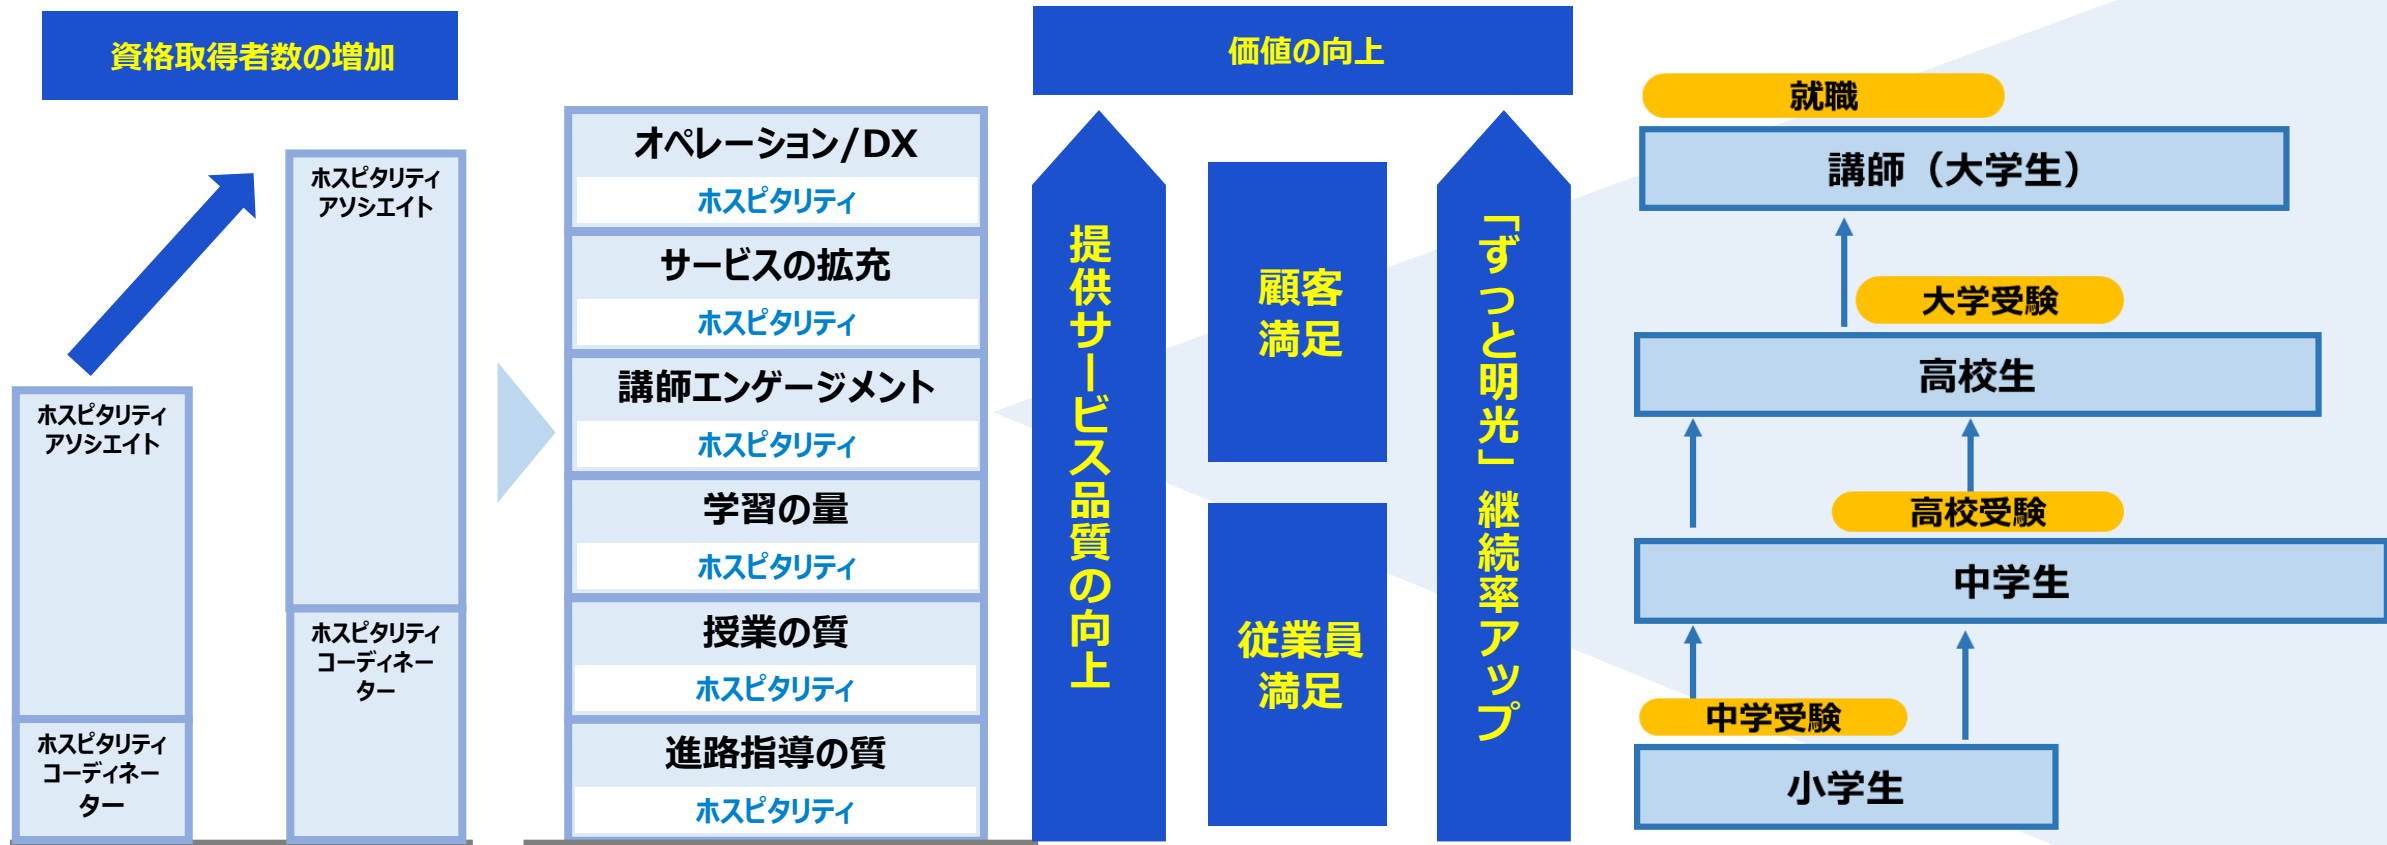 資格取得者数の増加
ホスピタリティ
アソシエイト
ホスピタリティ
コーディネー
ター
ホスピタリティ
アソシエイト
ホスピタリティ
コーディネー
ター
オペレーション/DX
ホスピタリティ
サービスの拡充
ホスピタリティ
講師エンゲージメント
ホスピタリティ
学習の量
ホスピタリティ
授業の質
ホスピタリティ
進路指導の質
ホスピタリティ
価値の向上
提供サービス品質の向上
顧客
満足
従業員
満足
「ずっと明光」継続率アップ
就職
講師（大学生）
大学受験
高校生
高校受験
中学生
中学受験
小学生